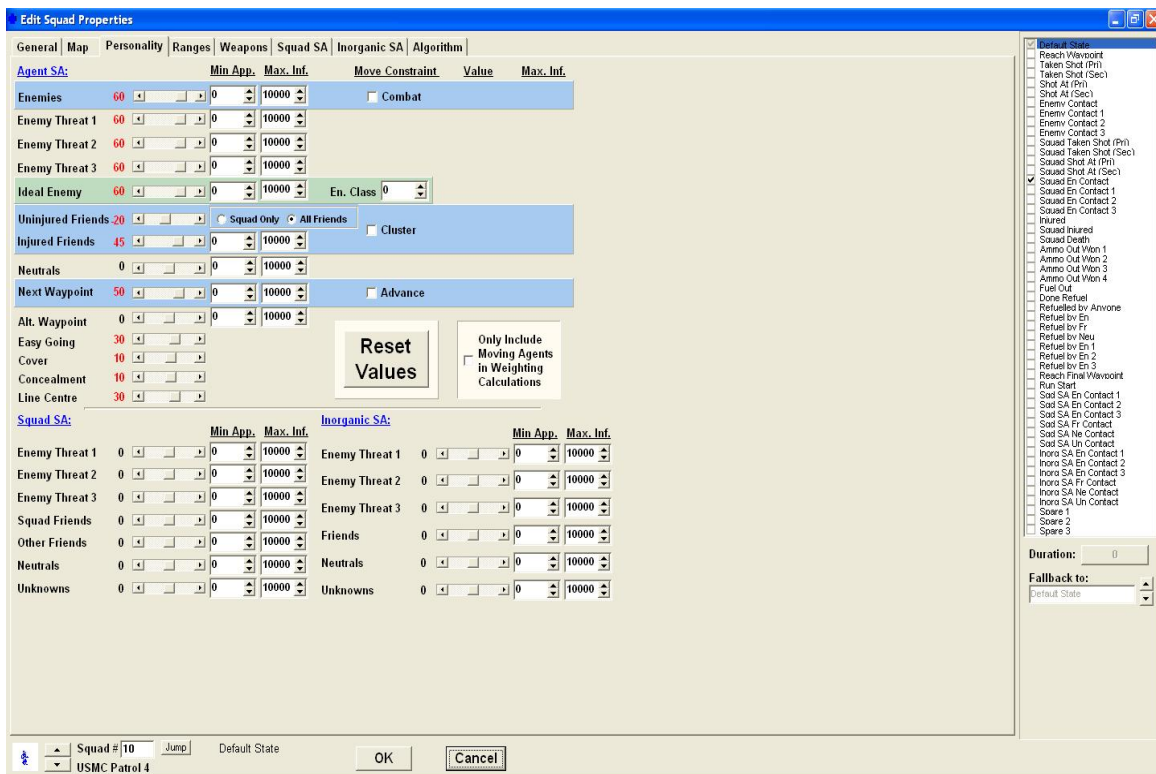 Edit Squad Properties
General Map Personality Ranges Weapons Squad SA Inorganic SA Algorithm
Agent SA: Min App. Max. Inf. Move Constraint Value Max. Inf.
Enemies 60 0 10000 Combat
Enemy Threat 1 60 0 10000
Enemy Threat 2 60 0 10000
Enemy Threat 3 60 0 10000
Ideal Enemy 60 0 10000 En. Class 0
Uninjured Friends -20 Squad Only All Friends
Cluster
Injured Friends 45 0 10000
Neutrals 0 0 10000
Next Waypoint 50 0 10000 Advance
Alt. Waypoint 0 0 10000
Easy Going 30
Cover 10
Concealment 10
Line Centre 30
Reset
Values
Only Include
Moving Agents
in Weighting
Calculations
Squad SA:
Min App. Max. Inf.
Enemy Threat 1 0 0 10000
Enemy Threat 2 0 0 10000
Enemy Threat 3 0 0 10000
Squad Friends 0 0 10000
Other Friends 0 0 10000
Neutrals 0 0 10000
Unknowns 0 0 10000
Inorganic SA:
Min App. Max. Inf.
Enemy Threat 1 0 0 10000
Enemy Threat 2 0 0 10000
Enemy Threat 3 0 0 10000
Friends 0 0 10000
Neutrals 0 0 10000
Unknowns 0 0 10000
Default State
Reach Waypoint
Taken Shot (Pri)
Taken Shot (Sec)
Shot At (Pri)
Shot At (Sec)
Enemy Contact
Enemy Contact 1
Enemy Contact 2
Enemy Contact 3
Squad Taken Shot (Pri)
Squad Taken Shot (Sec)
Squad Shot At (Pri)
Squad Shot At (Sec)
Squad En Contact
Squad En Contact 1
Squad En Contact 2
Squad En Contact 3
Injured
Squad Injured
Squad Death
Ammo Out Wpn 1
Ammo Out Wpn 2
Ammo Out Wpn 3
Ammo Out Wpn 4
Fuel Out
Done Refuel
Refuelled by Anyone
Refuel by En
Refuel by Fr
Refuel by Neu
Refuel by En 1
Refuel by En 2
Refuel by En 3
Reach Final Waypoint
Run Start
Sqd SA En Contact 1
Sqd SA En Contact 2
Sqd SA En Contact 3
Sqd SA Fr Contact
Sqd SA Ne Contact
Sqd SA Un Contact
Inorg SA En Contact 1
Inorg SA En Contact 2
Inorg SA En Contact 3
Inorg SA Fr Contact
Inorg SA Ne Contact
Inorg SA Un Contact
Spare 1
Spare 2
Spare 3
Duration: 0
Fallback to:
Default State
Squad # 10 Jump Default State
USMC Patrol 4
OK Cancel